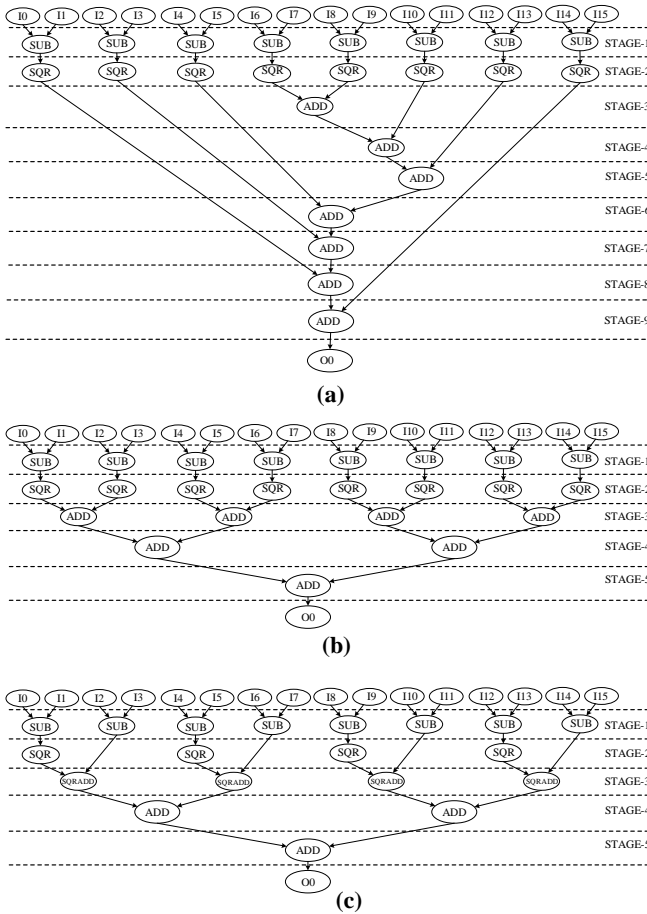 I0 I1 I2 I3 I4 I5 I6 I7 I8 I9 I10 I11 I12 I13 I14 I15
SUB SUB SUB SUB SUB SUB SUB SUB STAGE-1
SQR SQR SQR SQR SQR SQR SQR SQR STAGE-2
ADD STAGE-3
ADD STAGE-4
ADD STAGE-5
ADD STAGE-6
ADD STAGE-7
ADD STAGE-8
ADD STAGE-9
O0
(a)
I0 I1 I2 I3 I4 I5 I6 I7 I8 I9 I10 I11 I12 I13 I14 I15
SUB SUB SUB SUB SUB SUB SUB SUB STAGE-1
SQR SQR SQR SQR SQR SQR SQR SQR STAGE-2
ADD ADD ADD ADD STAGE-3
ADD ADD STAGE-4
ADD STAGE-5
O0
(b)
I0 I1 I2 I3 I4 I5 I6 I7 I8 I9 I10 I11 I12 I13 I14 I15
SUB SUB SUB SUB SUB SUB SUB SUB STAGE-1
SQR SQR SQR SQR STAGE-2
SQRADD SQRADD SQRADD SQRADD STAGE-3
ADD ADD STAGE-4
ADD STAGE-5
O0
(c)